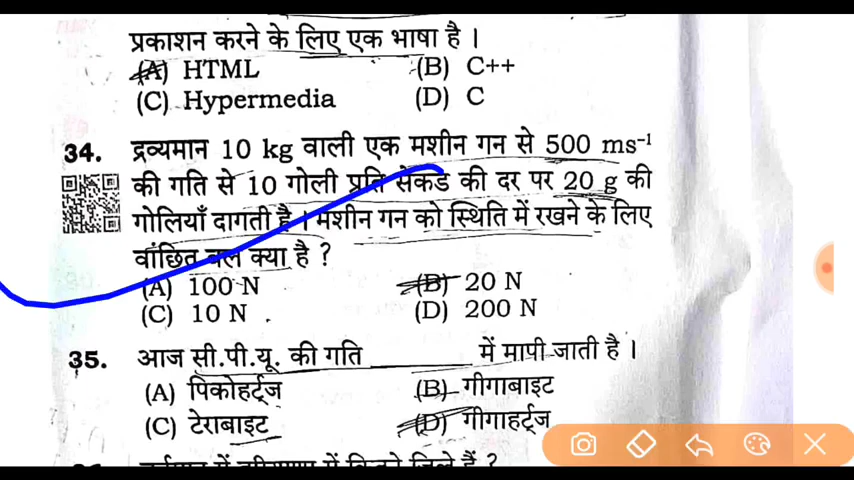 प्रकाशन करने के लिए एक भाषा है ।
(A) HTML (B) C++
(C) Hypermedia (D) C
34. द्रव्यमान 10 kg वाली एक मशीन गन से 500 ms⁻¹
की गति से 10 गोली प्रति सेकंड की दर पर 20 g की
गोलियाँ दागती है । मशीन गन को स्थिति में रखने के लिए
वांछित बल क्या है ?
(A) 100 N (B) 20 N
(C) 10 N (D) 200 N
35. आज सी.पी.यू. की गति ________ में मापी जाती है ।
(A) पिकोहर्ट्ज (B) गीगाबाइट
(C) टेराबाइट (D) गीगाहर्ट्ज